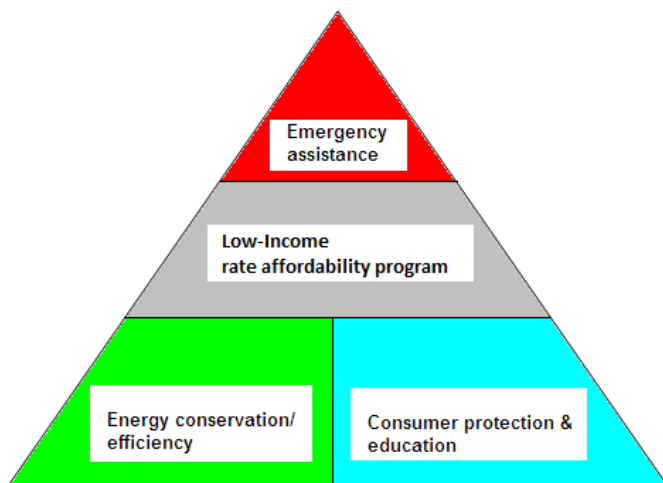 Emergency
assistance
Low-Income
rate affordability program
Energy conservation/
efficiency
Consumer protection &
education